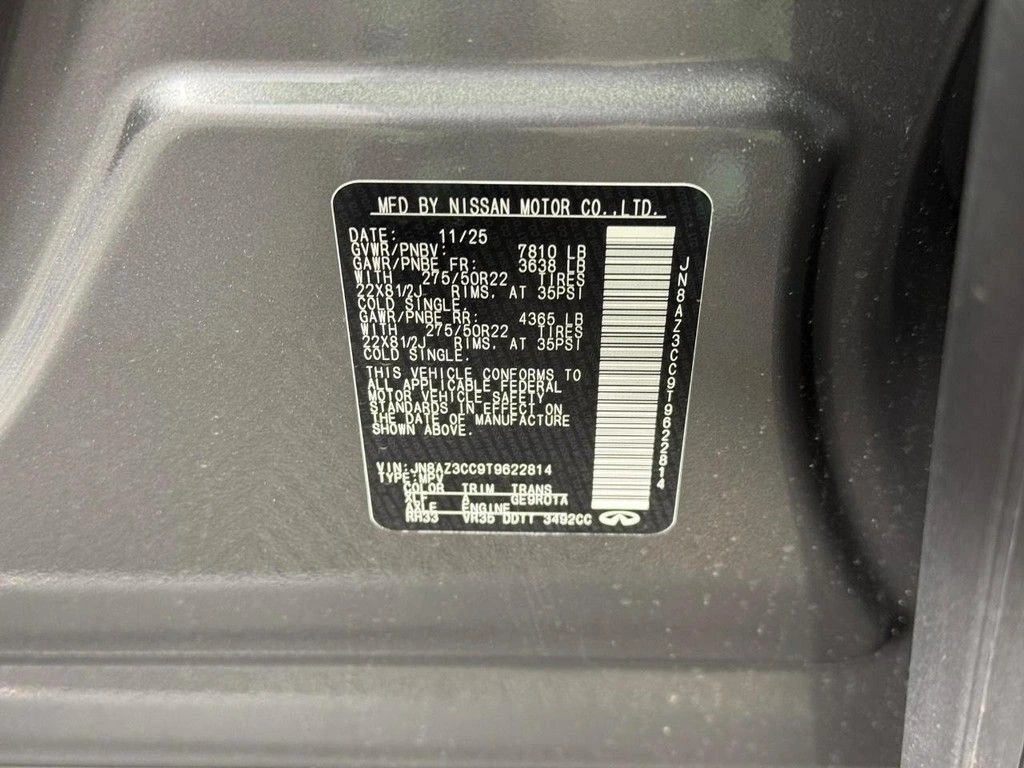 MFD BY NISSAN MOTOR CO.,LTD.
DATE: 11/25
GVWR/PNBV: 7810 LB
GAWR/PNBE FR: 3638 LB
WITH 275/50R22 TIRES
22X81/2J RIMS, AT 35PSI
COLD SINGLE.
GAWR/PNBE RR: 4365 LB
WITH 275/50R22 TIRES
22X81/2J RIMS, AT 35PSI
COLD SINGLE.
THIS VEHICLE CONFORMS TO
ALL APPLICABLE FEDERAL
MOTOR VEHICLE SAFETY
STANDARDS IN EFFECT ON
THE DATE OF MANUFACTURE
SHOWN ABOVE.
VIN:JN8AZ3CC9T9622814
TYPE:MPV
COLOR TRIM TRANS
XLF A GE9R01A
AXLE ENGINE
RH33 VR35 DDTT 3492CC
JN8AZ3CC9T9622814